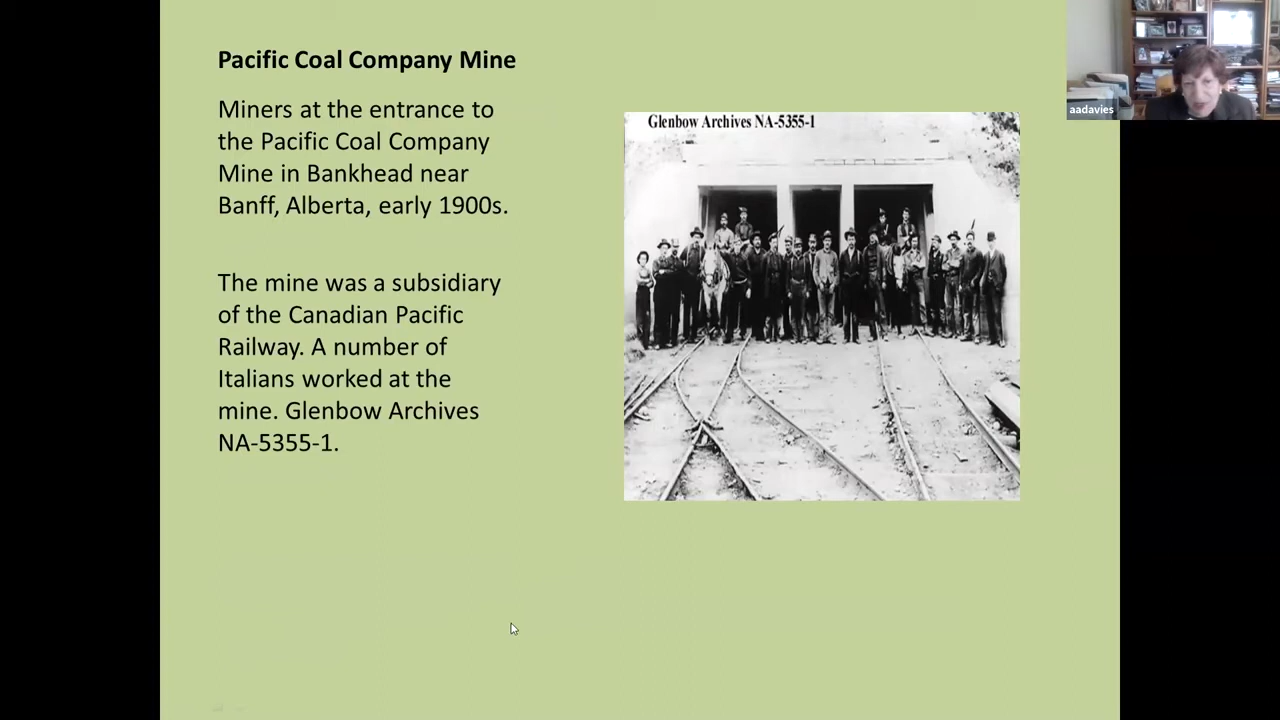 Pacific Coal Company Mine
Miners at the entrance to
the Pacific Coal Company
Mine in Bankhead near
Banff, Alberta, early 1900s.
The mine was a subsidiary
of the Canadian Pacific
Railway. A number of
Italians worked at the
mine. Glenbow Archives
NA-5355-1.
Glenbow Archives NA-5355-1
aadavies